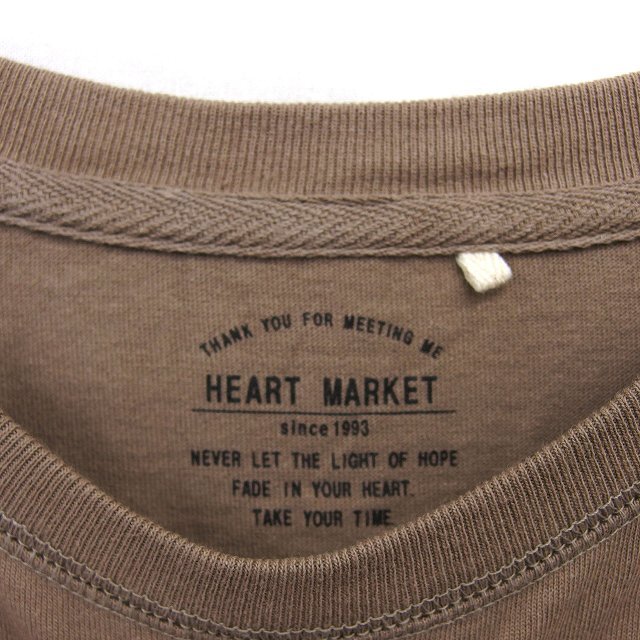 THANK YOU FOR MEETING ME
HEART MARKET
since 1993
NEVER LET THE LIGHT OF HOPE
FADE IN YOUR HEART.
TAKE YOUR TIME.